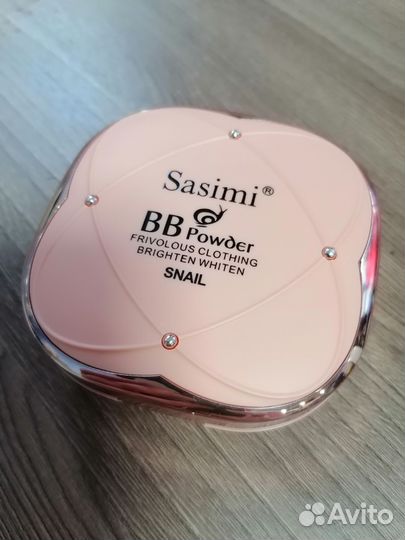 Sasimi®
BB Powder
FRIVOLOUS CLOTHING
BRIGHTEN WHITEN
SNAIL
Avito